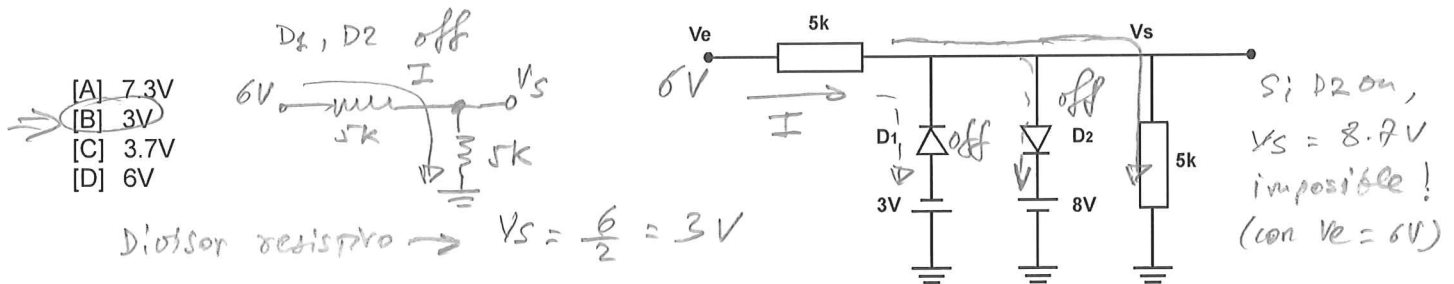 D1, D2 off
I
6V
5k
VS
5k
[A] 7.3V
[B] 3V
[C] 3.7V
[D] 6V
Divisor resistivo → VS = 6/2 = 3V
Ve
5k
Vs
6V
I
D1
off
off
D2
5k
3V
8V
Si D2 on,
VS = 8.7V
imposible!
(con Ve = 6V)